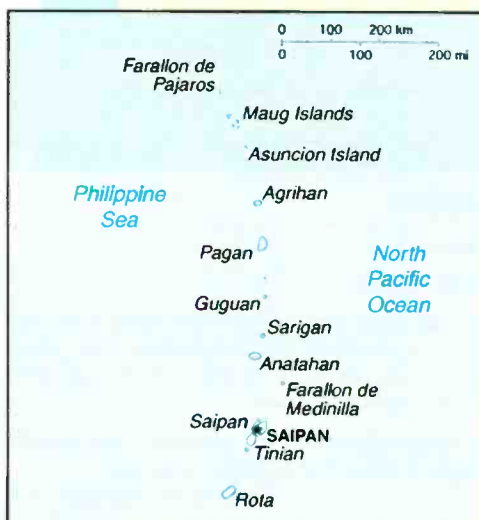 0 100 200 km
0 100 200 mi
Farallon de
Pajaros
Maug Islands
Asuncion Island
Agrihan
Philippine
Sea
Pagan
North
Pacific
Ocean
Guguan
Sarigan
Anatahan
Farallon de
Medinilla
Saipan
SAIPAN
Tinian
Rota